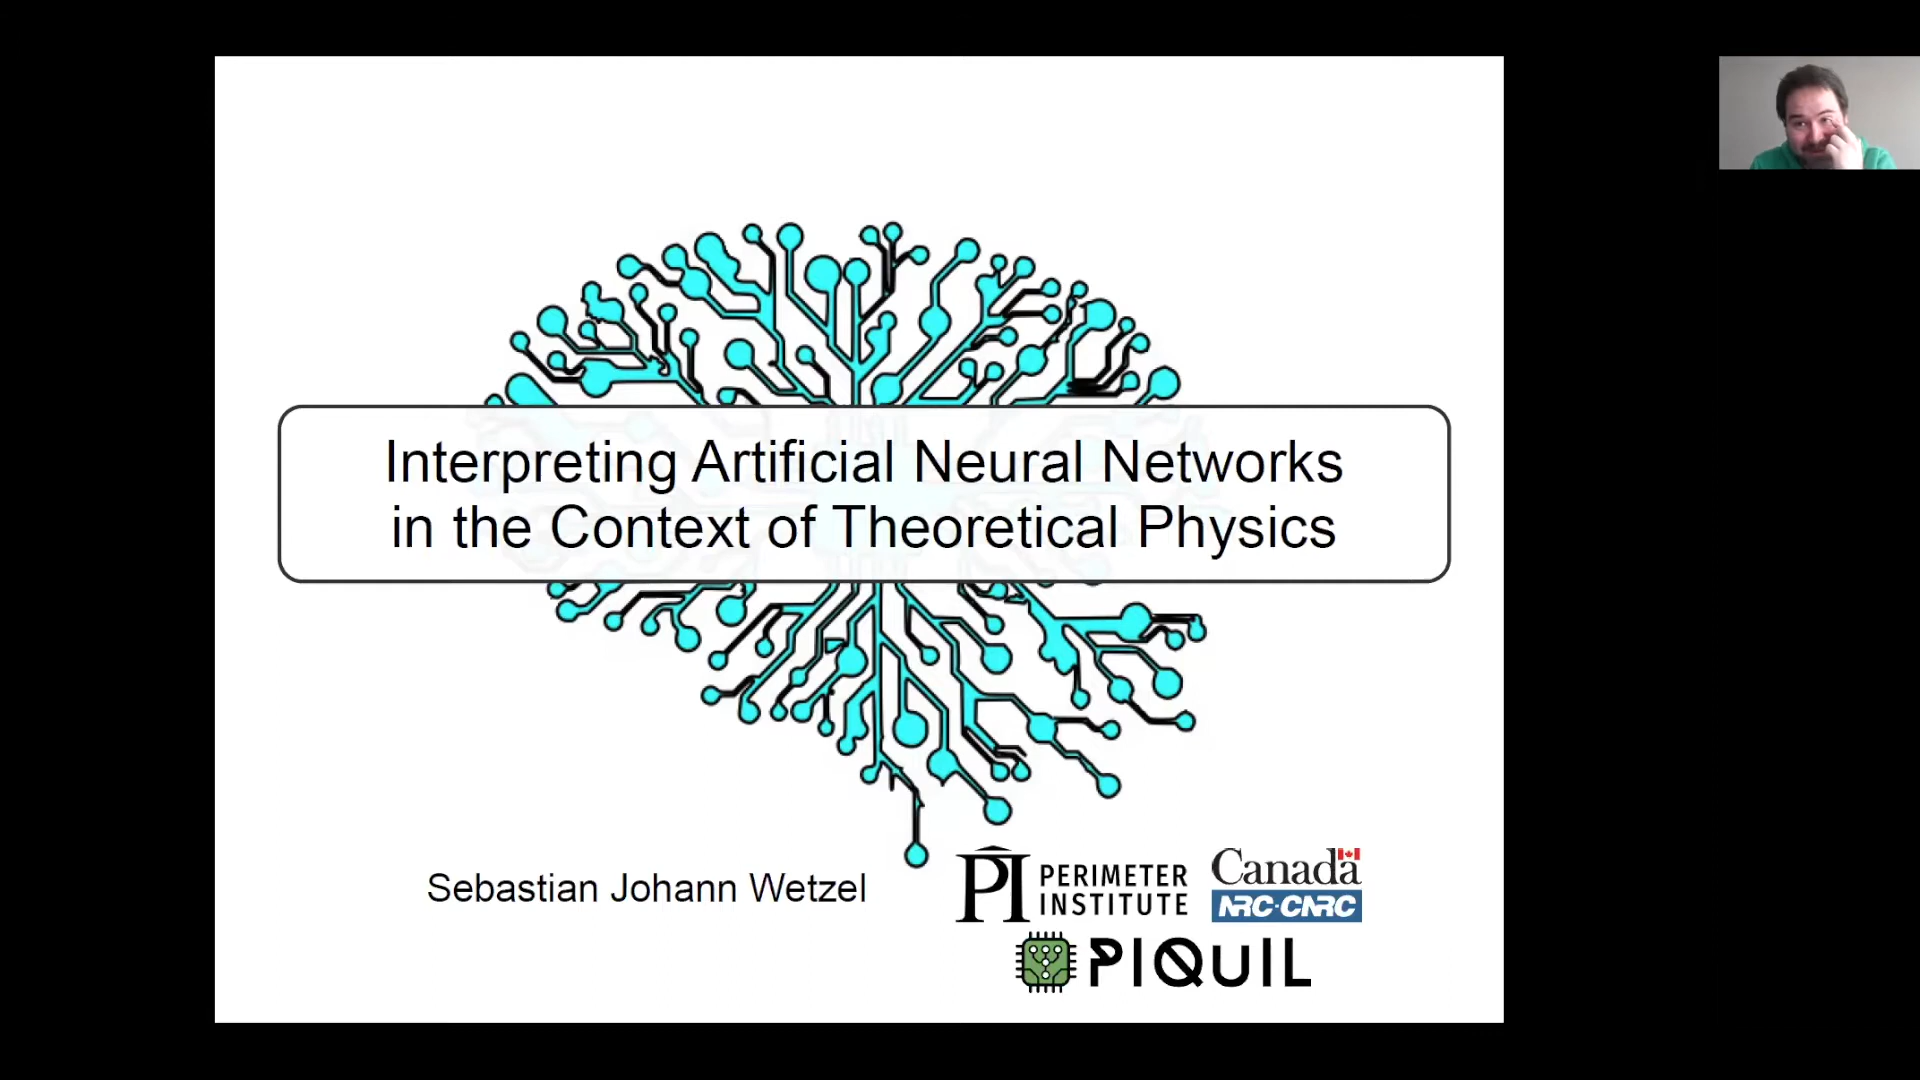 Interpreting Artificial Neural Networks
in the Context of Theoretical Physics
Sebastian Johann Wetzel
PI PERIMETER
INSTITUTE
Canada
NRC·CNRC
PIQUIL